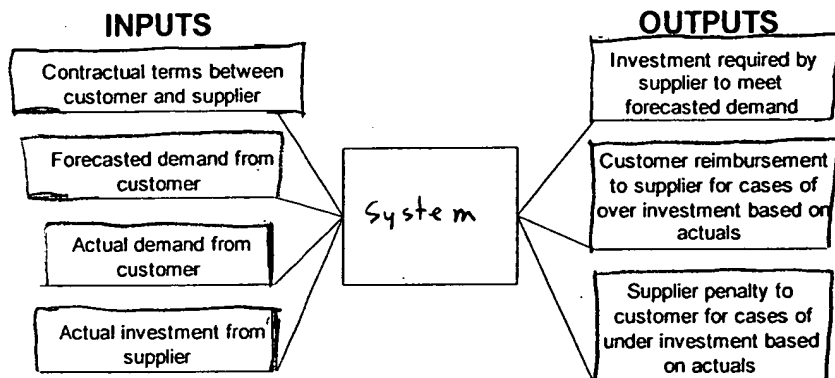 INPUTS
Contractual terms between
customer and supplier
Forecasted demand from
customer
Actual demand from
customer
Actual investment from
supplier
System
OUTPUTS
Investment required by
supplier to meet
forecasted demand
Customer reimbursement
to supplier for cases of
over investment based on
actuals
Supplier penalty to
customer for cases of
under investment based
on actuals